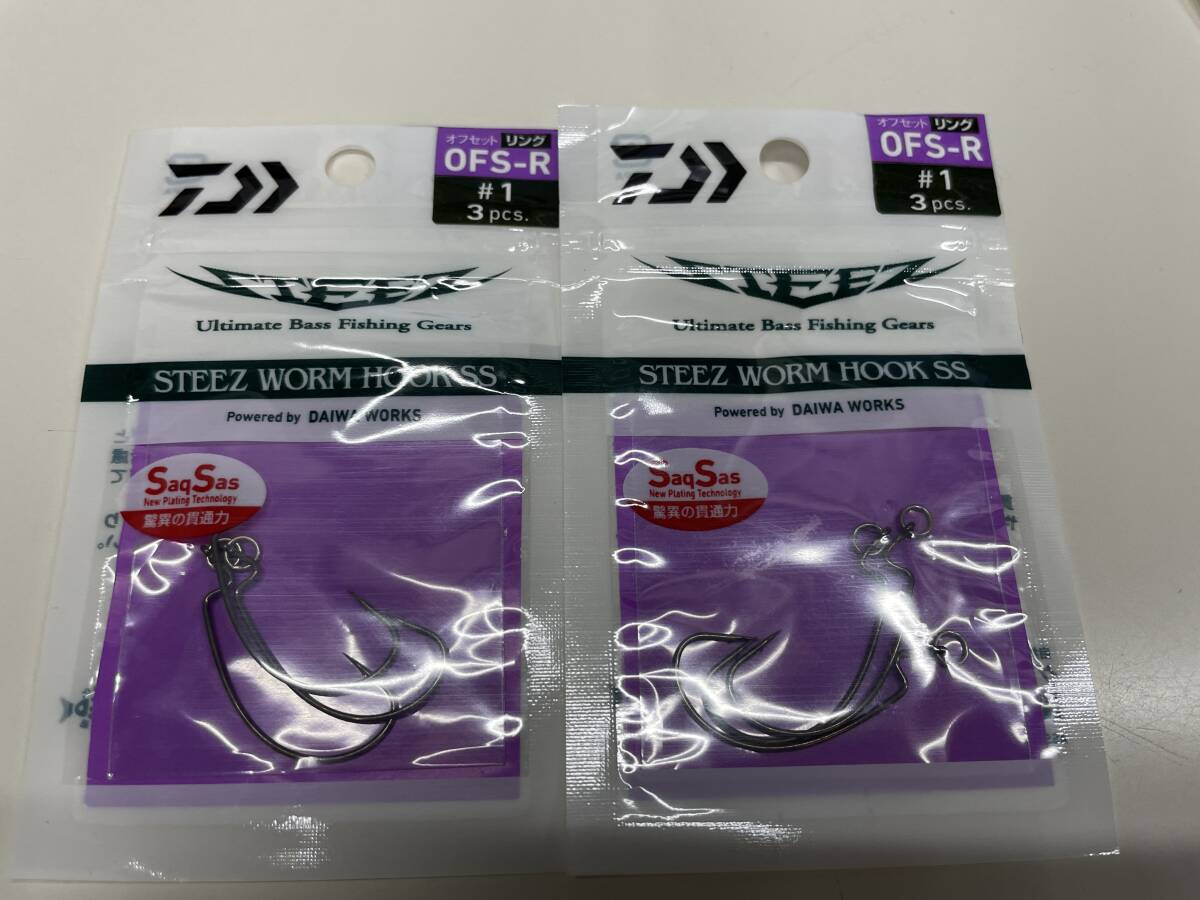 オフセット リング
OFS-R
#1
3 pcs.
STEEZ
Ultimate Bass Fishing Gears
STEEZ WORM HOOK SS
Powered by DAIWA WORKS
SaqSas
New Plating Technology
驚異の貫通力
オフセット リング
OFS-R
#1
3 pcs.
STEEZ
Ultimate Bass Fishing Gears
STEEZ WORM HOOK SS
Powered by DAIWA WORKS
SaqSas
New Plating Technology
驚異の貫通力